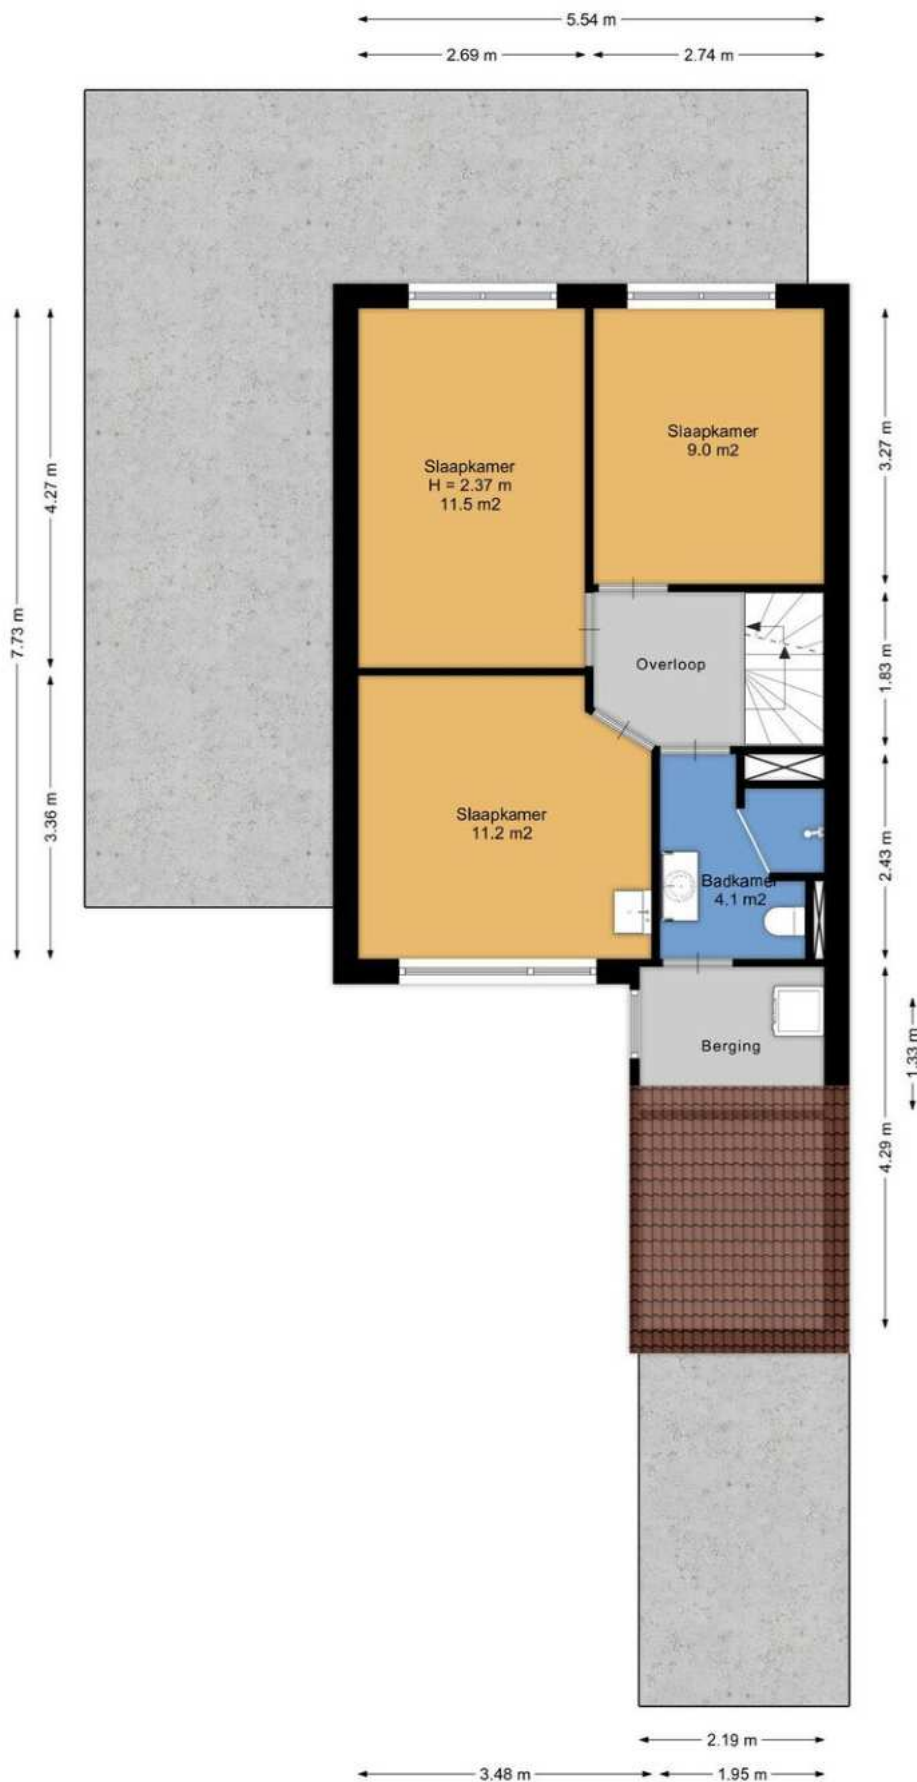 5.54 m
2.69 m
2.74 m
7.73 m
4.27 m
3.36 m
Slaapkamer
H = 2.37 m
11.5 m2
Slaapkamer
9.0 m2
3.27 m
Overloop
1.83 m
Slaapkamer
11.2 m2
Badkamer
4.1 m2
2.43 m
Berging
1.33 m
4.29 m
2.19 m
3.48 m
1.95 m